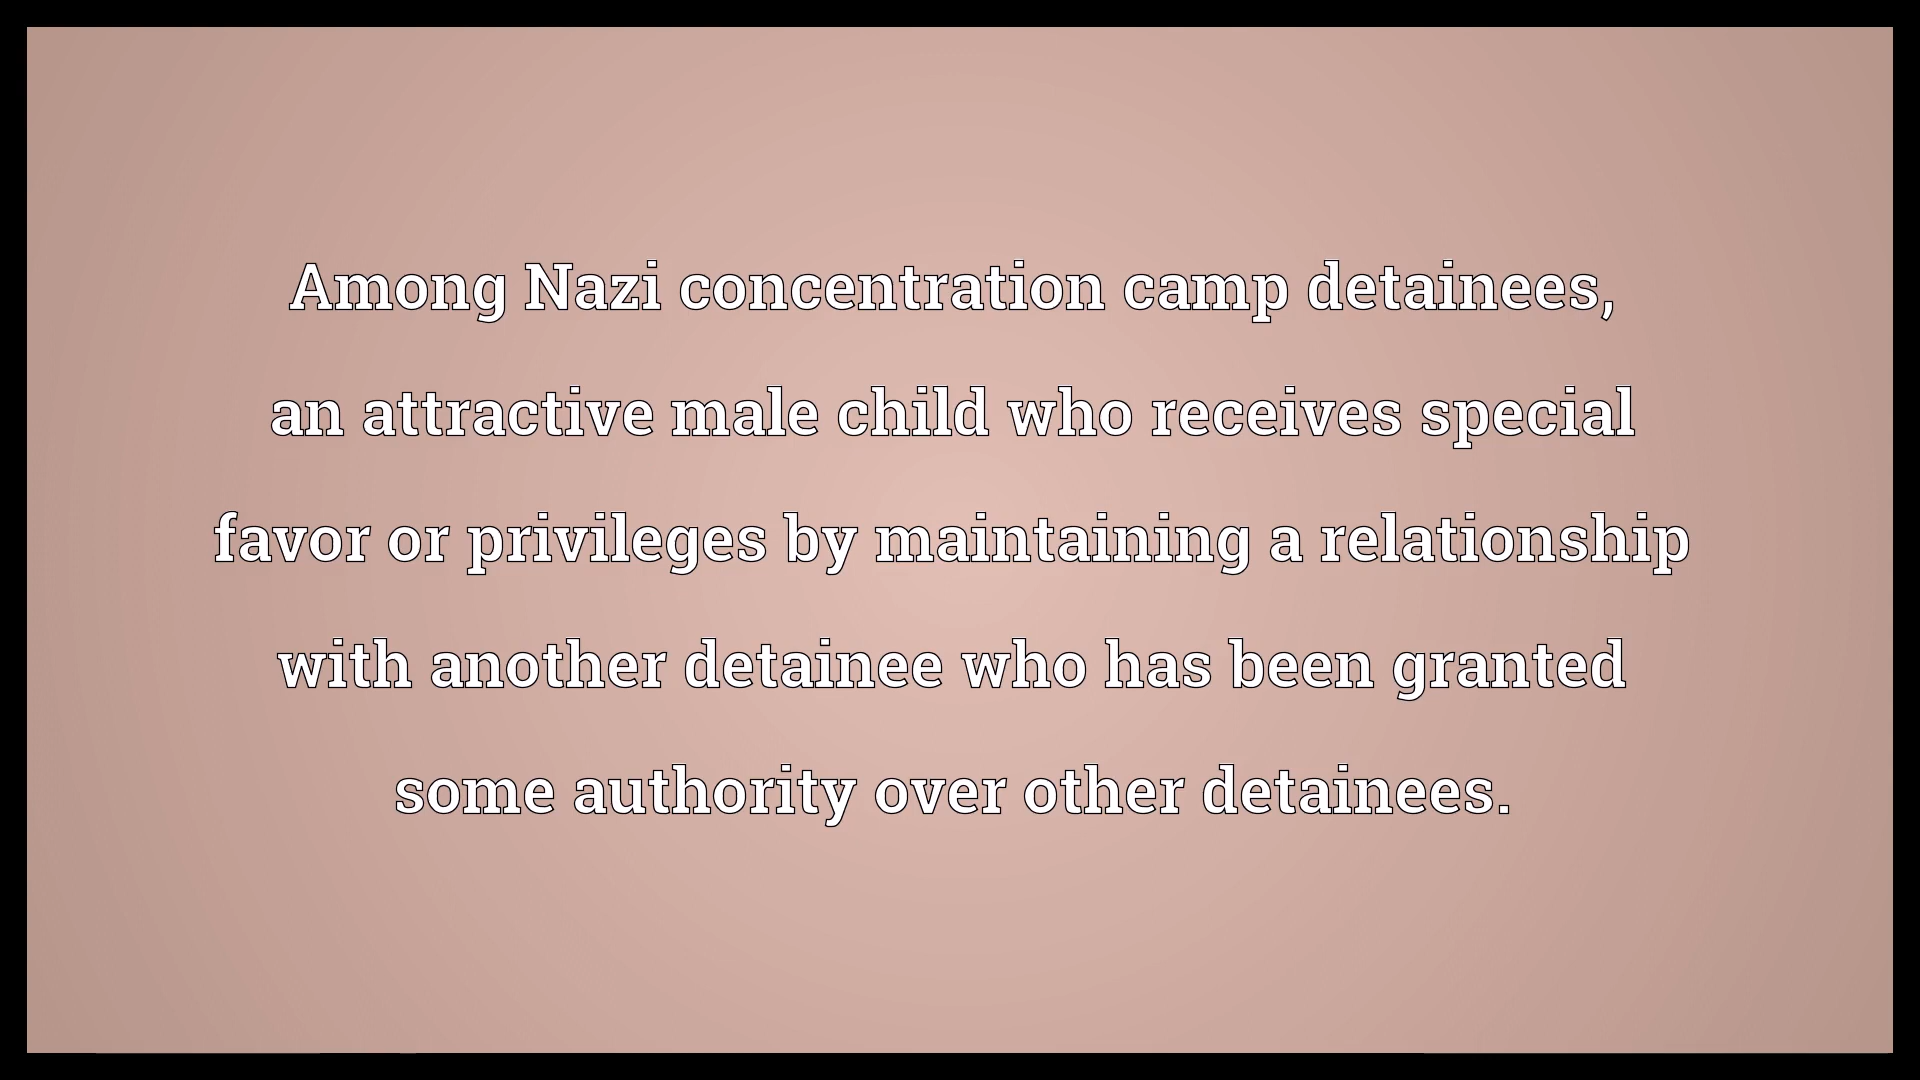 Among Nazi concentration camp detainees,
an attractive male child who receives special
favor or privileges by maintaining a relationship
with another detainee who has been granted
some authority over other detainees.